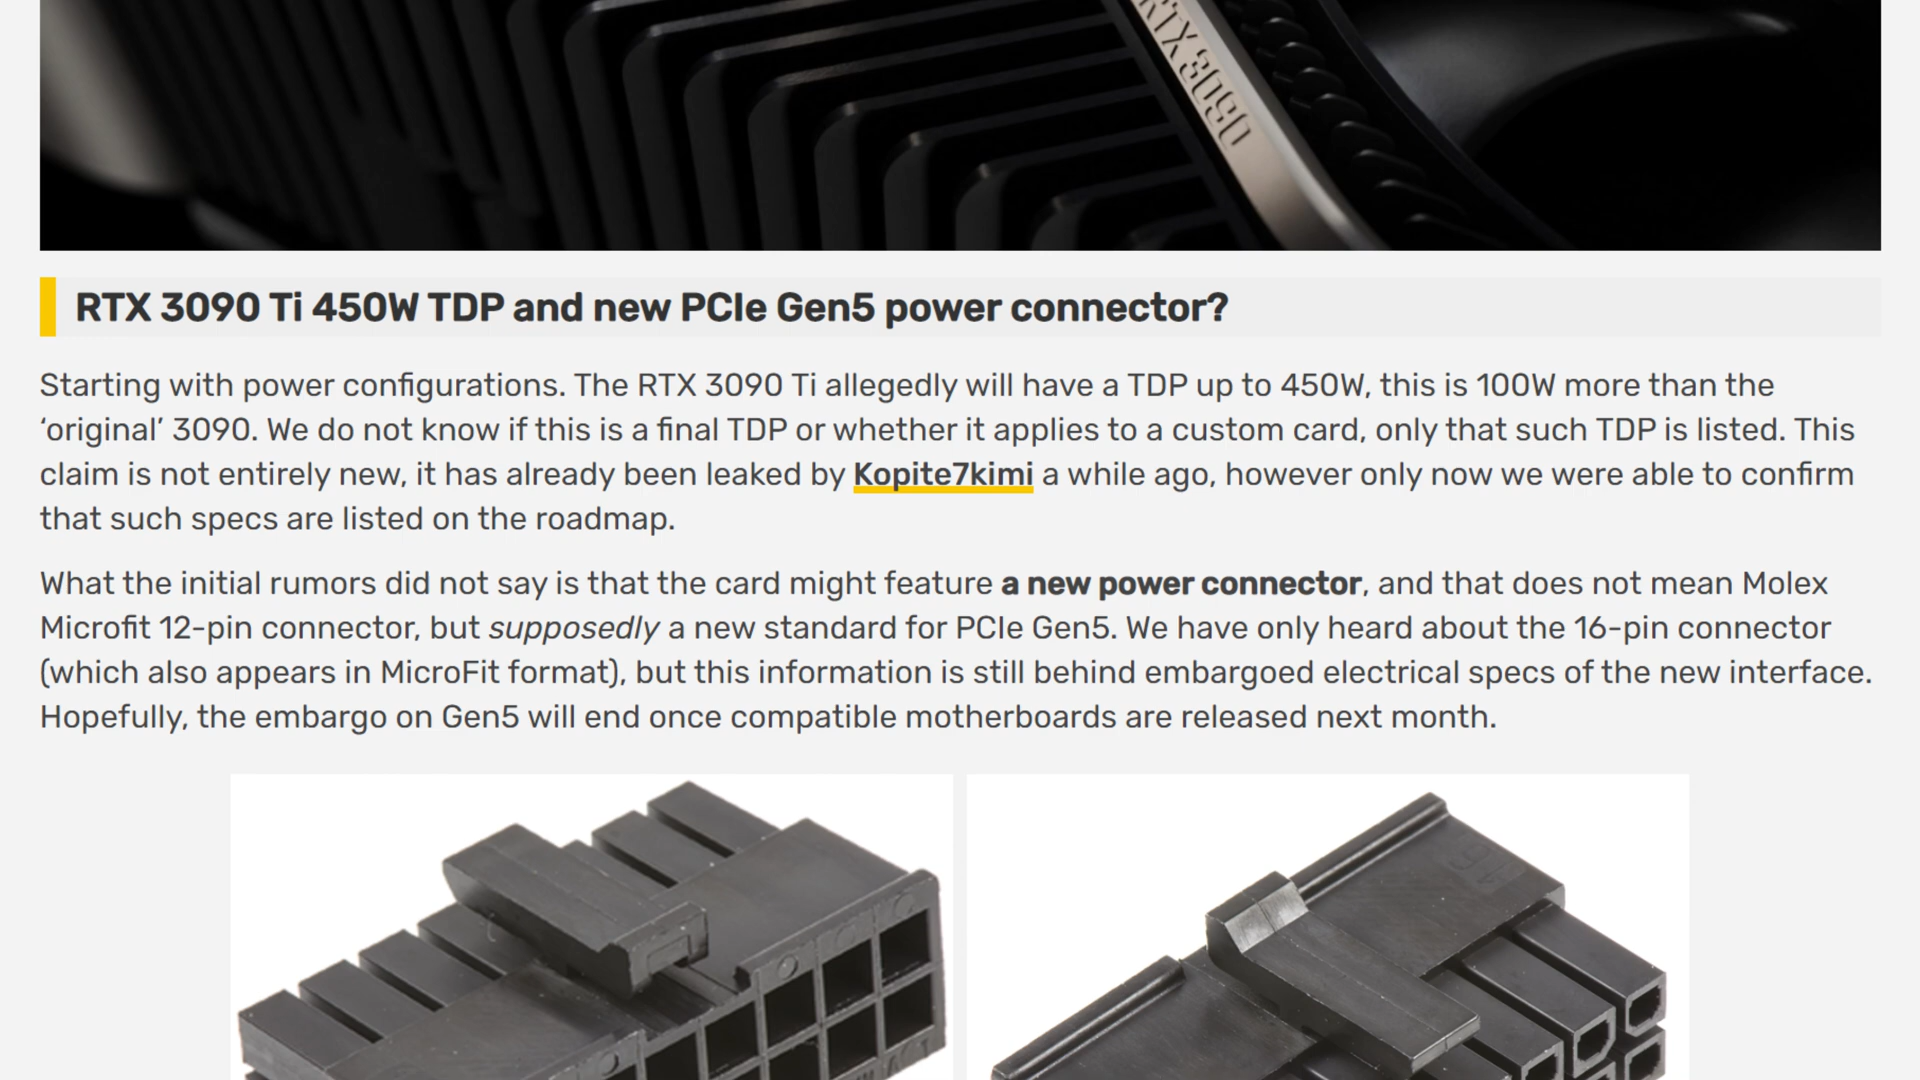 RTX 3090
RTX 3090 Ti 450W TDP and new PCIe Gen5 power connector?
Starting with power configurations. The RTX 3090 Ti allegedly will have a TDP up to 450W, this is 100W more than the
‘original’ 3090. We do not know if this is a final TDP or whether it applies to a custom card, only that such TDP is listed. This
claim is not entirely new, it has already been leaked by Kopite7kimi a while ago, however only now we were able to confirm
that such specs are listed on the roadmap.
What the initial rumors did not say is that the card might feature a new power connector, and that does not mean Molex
Microfit 12-pin connector, but supposedly a new standard for PCIe Gen5. We have only heard about the 16-pin connector
(which also appears in MicroFit format), but this information is still behind embargoed electrical specs of the new interface.
Hopefully, the embargo on Gen5 will end once compatible motherboards are released next month.